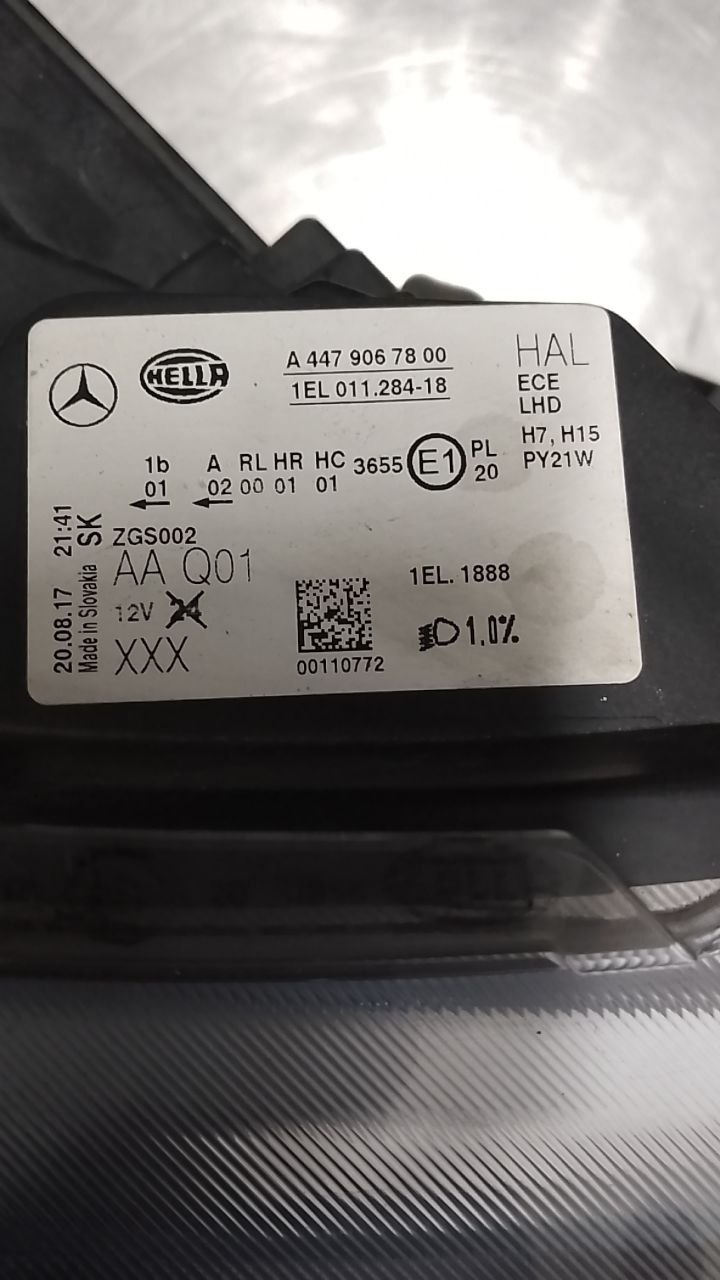 HELLA
A 447 906 78 00
1EL 011.284-18
HAL
ECE
LHD
H7, H15
PY21W
1b A RL HR HC 3655 E1 PL
01 02 00 01 01 20
20.08.17 21:41
Made in Slovakia SK
ZGS002
AA Q01
12V 24
XXX
00110772
1EL. 1888
1,0%